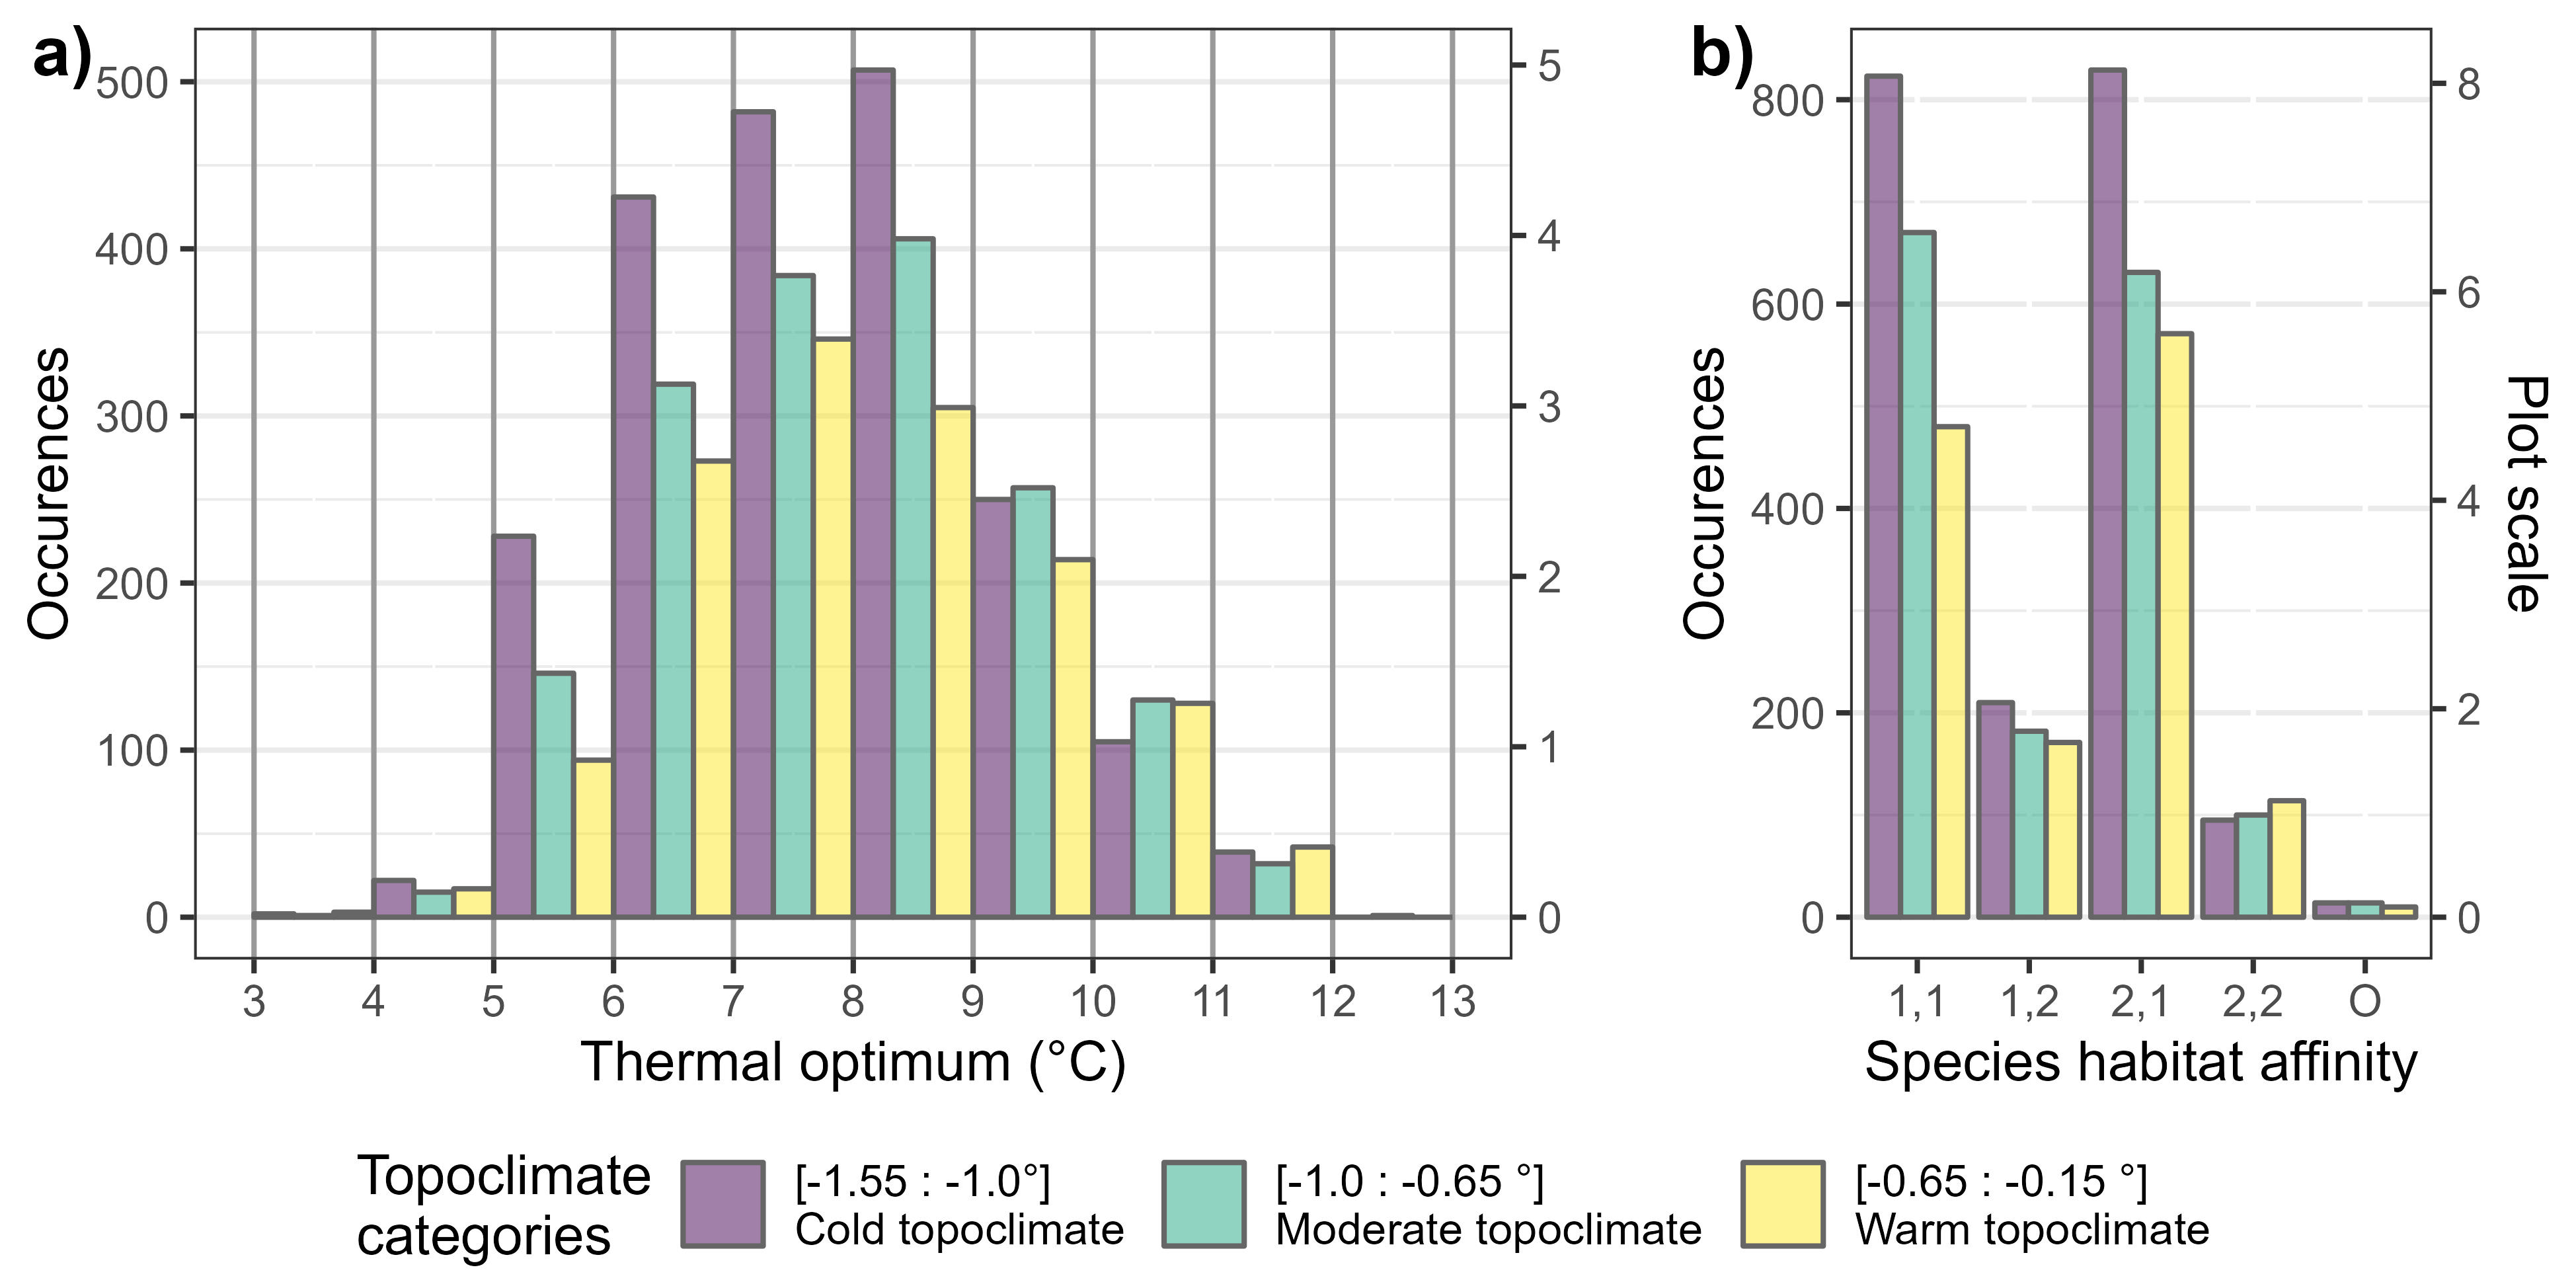 a)
500
400
300
200
100
0
Occurences
5
4
3
2
1
0
3 4 5 6 7 8 9 10 11 12 13
Thermal optimum (°C)
b)
800
600
400
200
0
Occurences
8
6
4
2
0
Plot scale
1,1 1,2 2,1 2,2 O
Species habitat affinity
Topoclimate
categories
[-1.55 : -1.0°]
Cold topoclimate
[-1.0 : -0.65 °]
Moderate topoclimate
[-0.65 : -0.15 °]
Warm topoclimate